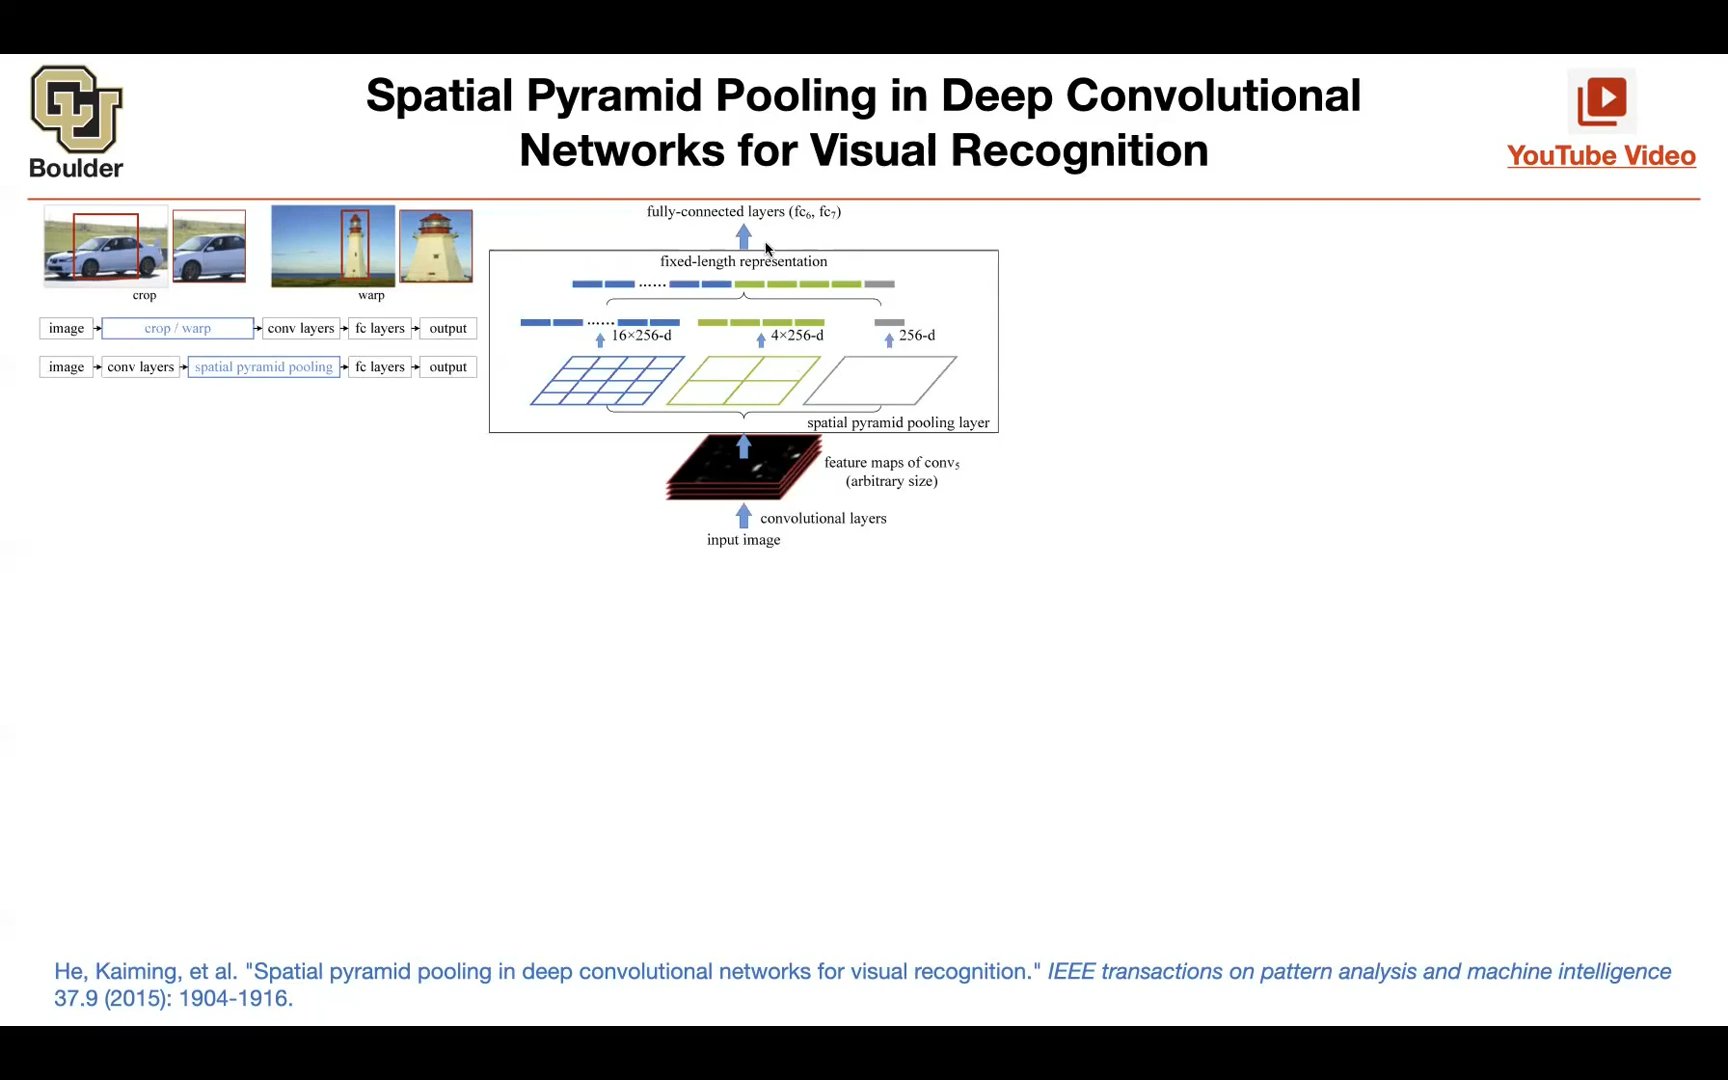 Spatial Pyramid Pooling in Deep Convolutional
Networks for Visual Recognition
CU
Boulder
YouTube Video
crop
warp
image
crop / warp
conv layers
fc layers
output
image
conv layers
spatial pyramid pooling
fc layers
output
fully-connected layers (fc₆, fc₇)
fixed-length representation
16×256-d
4×256-d
256-d
spatial pyramid pooling layer
feature maps of conv₅
(arbitrary size)
convolutional layers
input image
He, Kaiming, et al. "Spatial pyramid pooling in deep convolutional networks for visual recognition." IEEE transactions on pattern analysis and machine intelligence
37.9 (2015): 1904-1916.